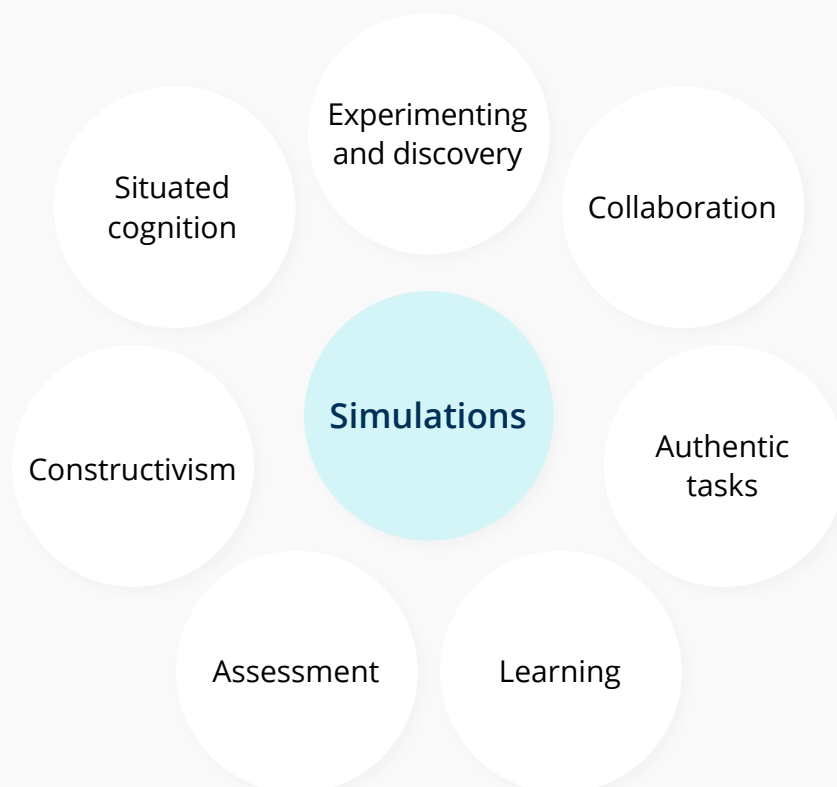 Experimenting
and discovery
Situated
cognition
Collaboration
Simulations
Constructivism
Authentic
tasks
Assessment
Learning